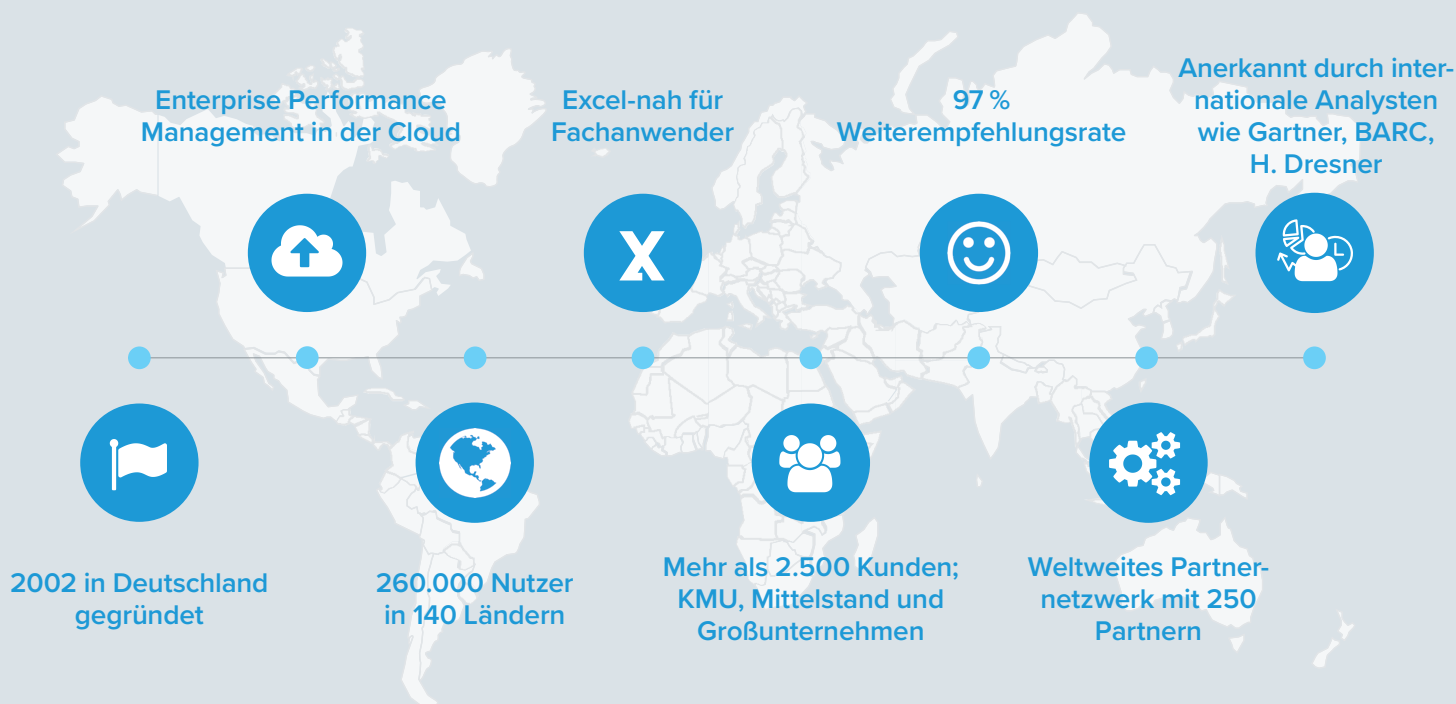 Enterprise Performance
Management in der Cloud
Excel-nah für
Fachanwender
97 %
Weiterempfehlungsrate
Anerkannt durch inter-
nationale Analysten
wie Gartner, BARC,
H. Dresner
X
2002 in Deutschland
gegründet
260.000 Nutzer
in 140 Ländern
Mehr als 2.500 Kunden;
KMU, Mittelstand und
Großunternehmen
Weltweites Partner-
netzwerk mit 250
Partnern